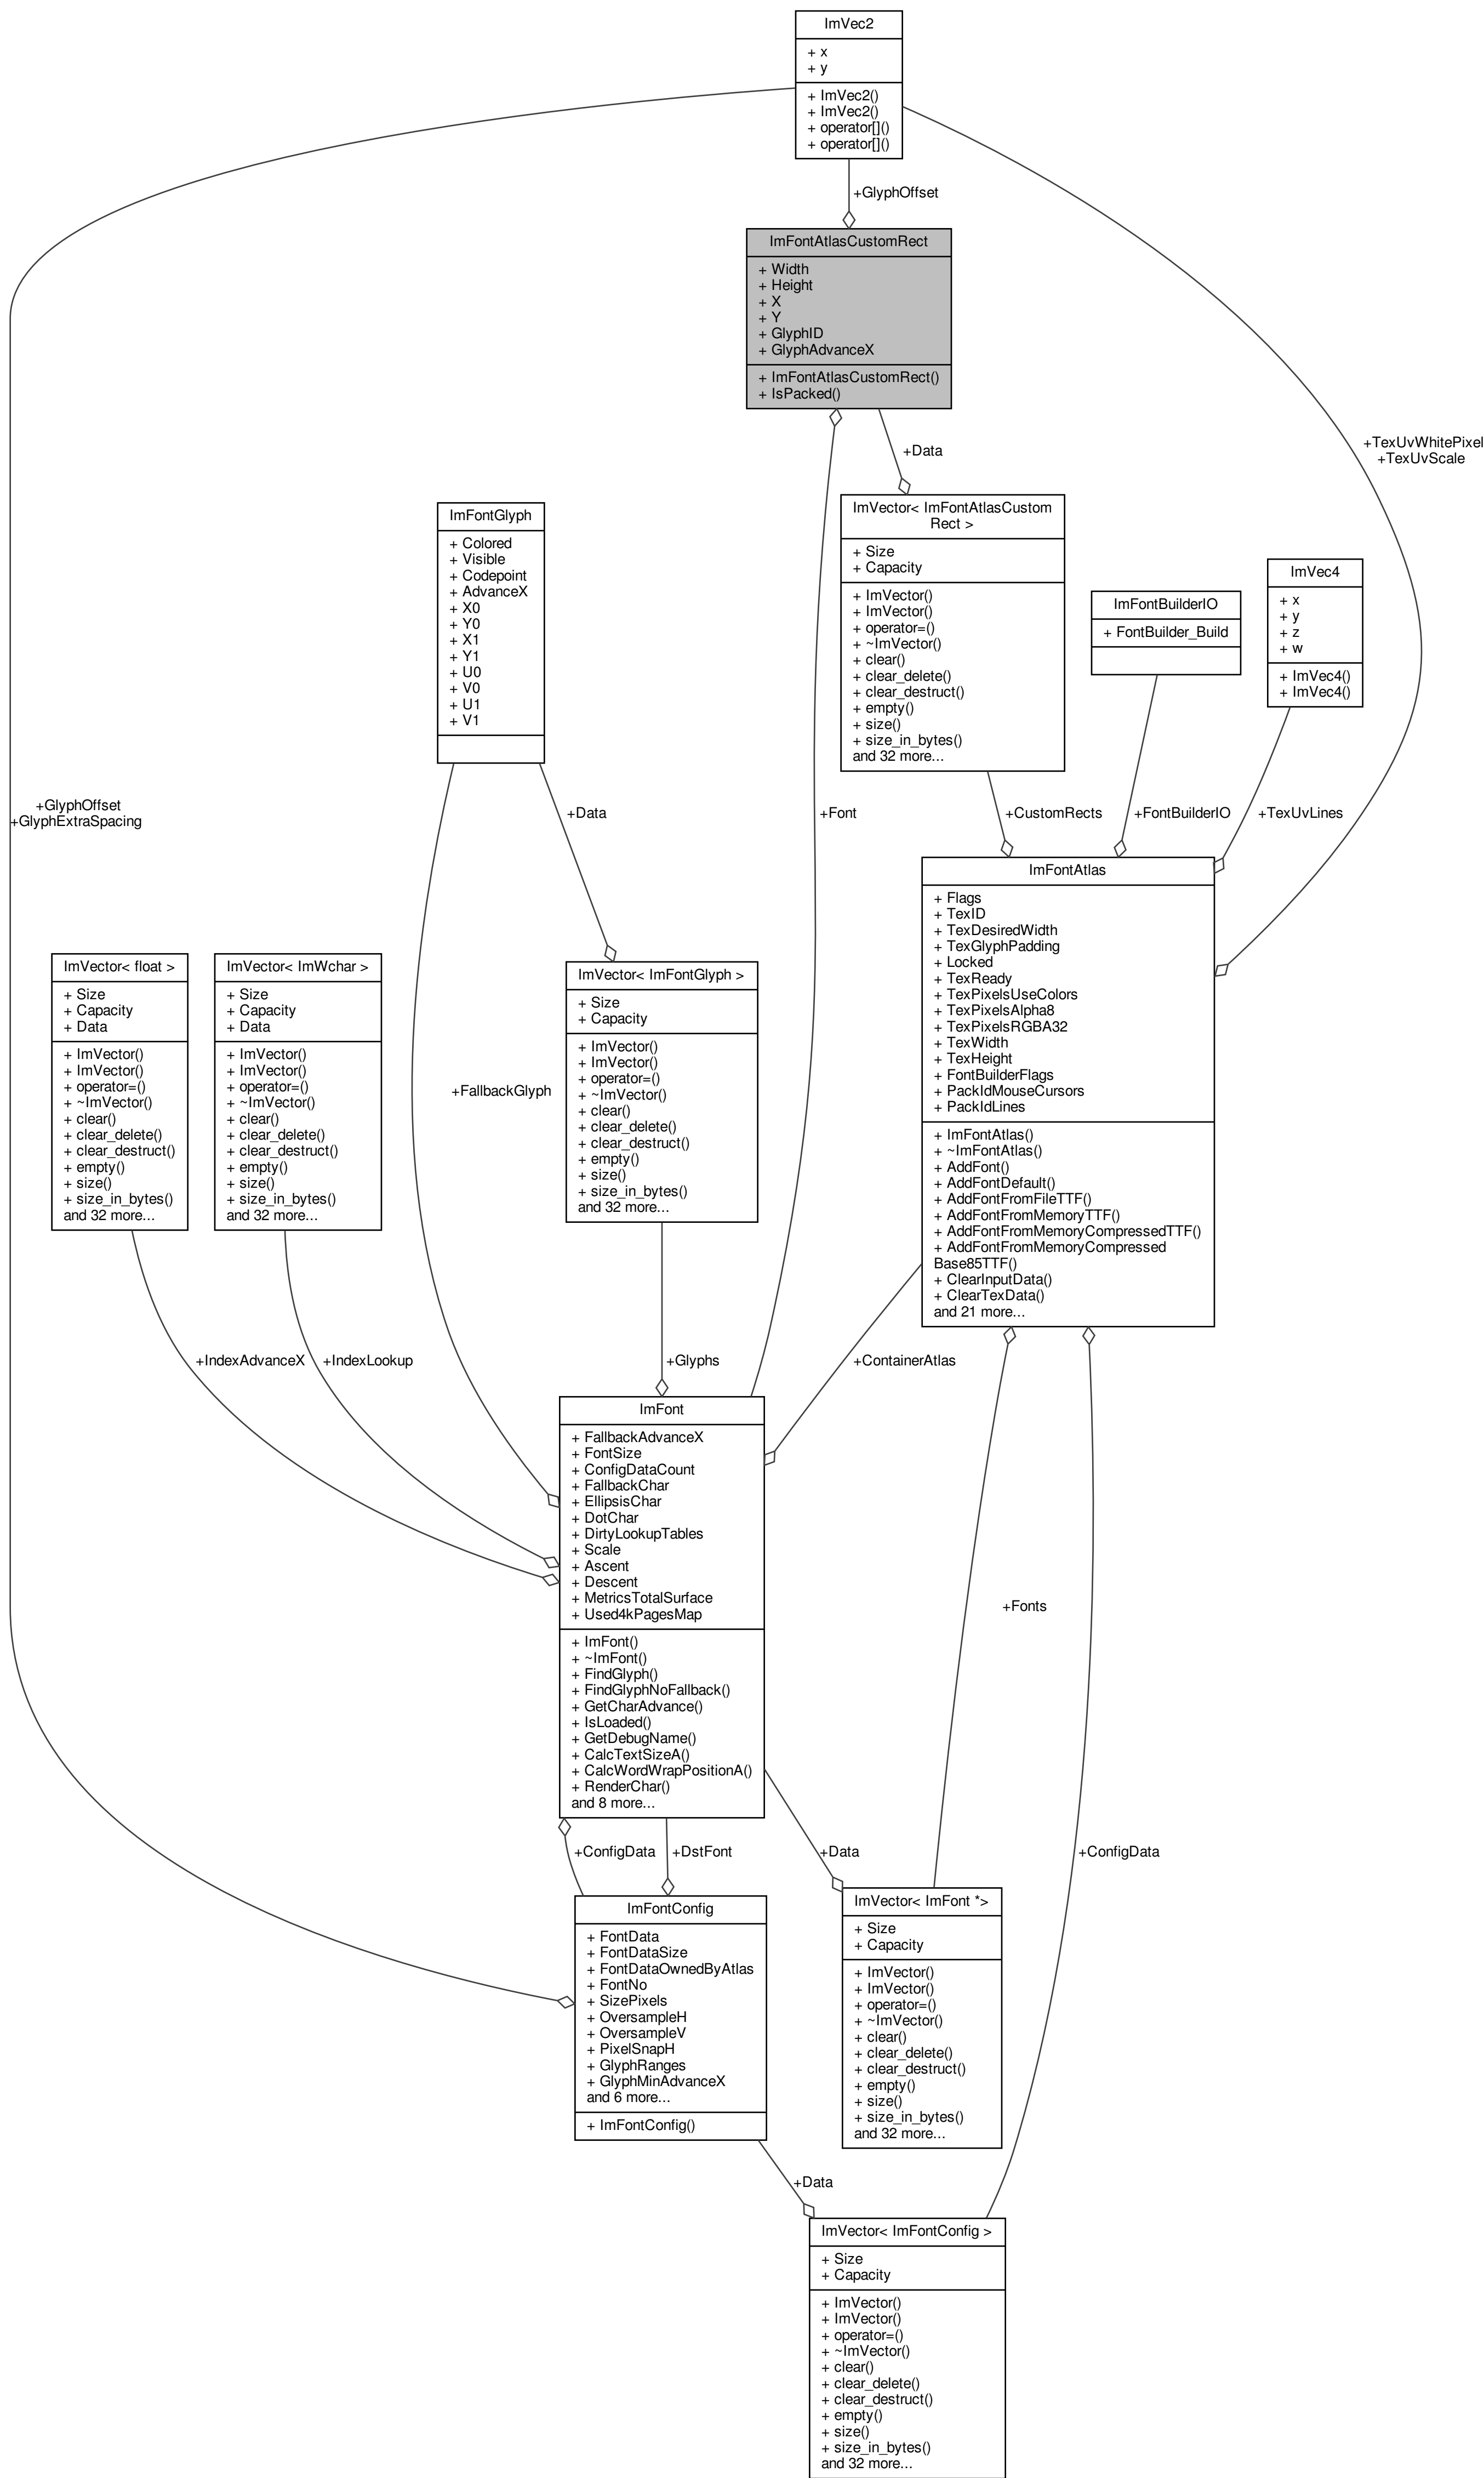 ImVec2
+ x
+ y
+ ImVec2()
+ ImVec2()
+ operator[]()
+ operator[]()
+GlyphOffset
ImFontAtlasCustomRect
+ Width
+ Height
+ X
+ Y
+ GlyphID
+ GlyphAdvanceX
+ ImFontAtlasCustomRect()
+ IsPacked()
+TexUvWhitePixel
+TexUvScale
+Data
ImFontGlyph
+ Colored
+ Visible
+ Codepoint
+ AdvanceX
+ X0
+ Y0
+ X1
+ Y1
+ U0
+ V0
+ U1
+ V1
ImVector< ImFontAtlasCustom
Rect >
+ Size
+ Capacity
+ ImVector()
+ ImVector()
+ operator=()
+ ~ImVector()
+ clear()
+ clear_delete()
+ clear_destruct()
+ empty()
+ size()
+ size_in_bytes()
and 32 more...
ImFontBuilderIO
+ FontBuilder_Build
ImVec4
+ x
+ y
+ z
+ w
+ ImVec4()
+ ImVec4()
+GlyphOffset
+GlyphExtraSpacing
+Data
+Font
+CustomRects
+FontBuilderIO
+TexUvLines
ImVector< float >
+ Size
+ Capacity
+ Data
+ ImVector()
+ ImVector()
+ operator=()
+ ~ImVector()
+ clear()
+ clear_delete()
+ clear_destruct()
+ empty()
+ size()
+ size_in_bytes()
and 32 more...
ImVector< ImWchar >
+ Size
+ Capacity
+ Data
+ ImVector()
+ ImVector()
+ operator=()
+ ~ImVector()
+ clear()
+ clear_delete()
+ clear_destruct()
+ empty()
+ size()
+ size_in_bytes()
and 32 more...
+FallbackGlyph
ImVector< ImFontGlyph >
+ Size
+ Capacity
+ ImVector()
+ ImVector()
+ operator=()
+ ~ImVector()
+ clear()
+ clear_delete()
+ clear_destruct()
+ empty()
+ size()
+ size_in_bytes()
and 32 more...
ImFontAtlas
+ Flags
+ TexID
+ TexDesiredWidth
+ TexGlyphPadding
+ Locked
+ TexReady
+ TexPixelsUseColors
+ TexPixelsAlpha8
+ TexPixelsRGBA32
+ TexWidth
+ TexHeight
+ FontBuilderFlags
+ PackIdMouseCursors
+ PackIdLines
+ ImFontAtlas()
+ ~ImFontAtlas()
+ AddFont()
+ AddFontDefault()
+ AddFontFromFileTTF()
+ AddFontFromMemoryTTF()
+ AddFontFromMemoryCompressedTTF()
+ AddFontFromMemoryCompressed
Base85TTF()
+ ClearInputData()
+ ClearTexData()
and 21 more...
+IndexAdvanceX
+IndexLookup
+Glyphs
+ContainerAtlas
ImFont
+ FallbackAdvanceX
+ FontSize
+ ConfigDataCount
+ FallbackChar
+ EllipsisChar
+ DotChar
+ DirtyLookupTables
+ Scale
+ Ascent
+ Descent
+ MetricsTotalSurface
+ Used4kPagesMap
+ ImFont()
+ ~ImFont()
+ FindGlyph()
+ FindGlyphNoFallback()
+ GetCharAdvance()
+ IsLoaded()
+ GetDebugName()
+ CalcTextSizeA()
+ CalcWordWrapPositionA()
+ RenderChar()
and 8 more...
+Fonts
+ConfigData
+DstFont
+Data
+ConfigData
ImFontConfig
+ FontData
+ FontDataSize
+ FontDataOwnedByAtlas
+ FontNo
+ SizePixels
+ OversampleH
+ OversampleV
+ PixelSnapH
+ GlyphRanges
+ GlyphMinAdvanceX
and 6 more...
+ ImFontConfig()
ImVector< ImFont *>
+ Size
+ Capacity
+ ImVector()
+ ImVector()
+ operator=()
+ ~ImVector()
+ clear()
+ clear_delete()
+ clear_destruct()
+ empty()
+ size()
+ size_in_bytes()
and 32 more...
+Data
ImVector< ImFontConfig >
+ Size
+ Capacity
+ ImVector()
+ ImVector()
+ operator=()
+ ~ImVector()
+ clear()
+ clear_delete()
+ clear_destruct()
+ empty()
+ size()
+ size_in_bytes()
and 32 more...